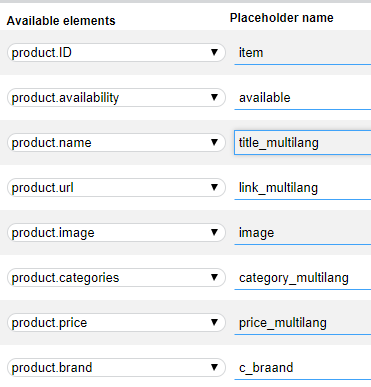 Available elements Placeholder name
product.ID item
product.availability available
product.name title_multilang
product.url link_multilang
product.image image
product.categories category_multilang
product.price price_multilang
product.brand c_braand